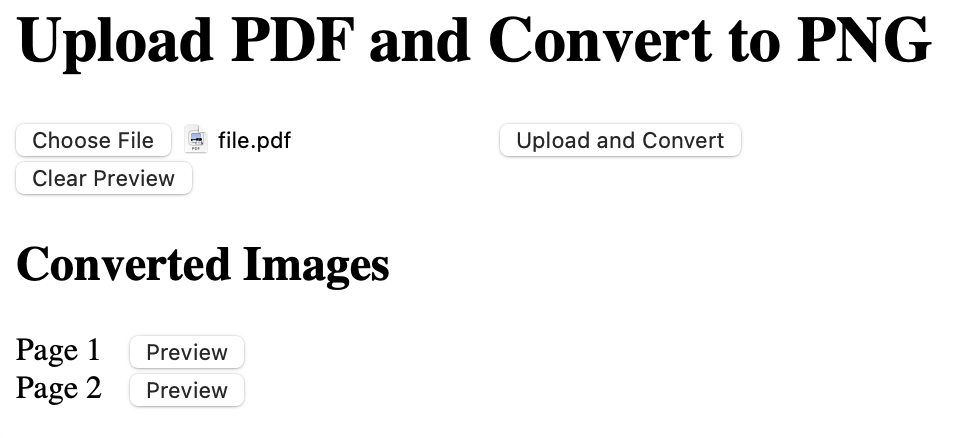 Upload PDF and Convert to PNG
Choose File file.pdf Upload and Convert
Clear Preview
Converted Images
Page 1 Preview
Page 2 Preview